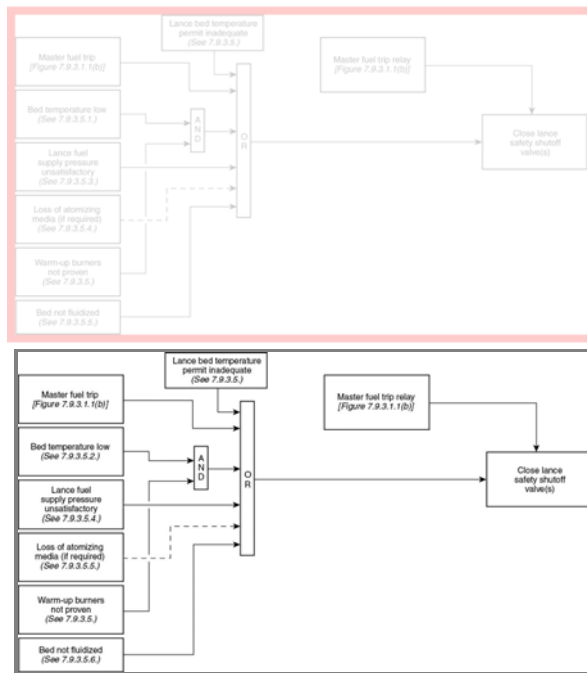 Lance bed temperature
permit inadequate
(See 7.9.3.5.)
Master fuel trip
[Figure 7.9.3.1.1(b)]
Master fuel trip relay
[Figure 7.9.3.1.1(b)]
Bed temperature low
(See 7.9.3.5.1.)
AND
OR
Close lance
safety shutoff
valve(s)
Lance fuel
supply pressure
unsatisfactory
(See 7.9.3.5.3.)
Loss of atomizing
media (if required)
(See 7.9.3.5.4.)
Warm-up burners
not proven
(See 7.9.3.5.)
Bed not fluidized
(See 7.9.3.5.5.)
Lance bed temperature
permit inadequate
(See 7.9.3.5.)
Master fuel trip
[Figure 7.9.3.1.1(b)]
Master fuel trip relay
[Figure 7.9.3.1.1(b)]
Bed temperature low
(See 7.9.3.5.2.)
AND
OR
Close lance
safety shutoff
valve(s)
Lance fuel
supply pressure
unsatisfactory
(See 7.9.3.5.4.)
Loss of atomizing
media (if required)
(See 7.9.3.5.5.)
Warm-up burners
not proven
(See 7.9.3.5.)
Bed not fluidized
(See 7.9.3.5.6.)